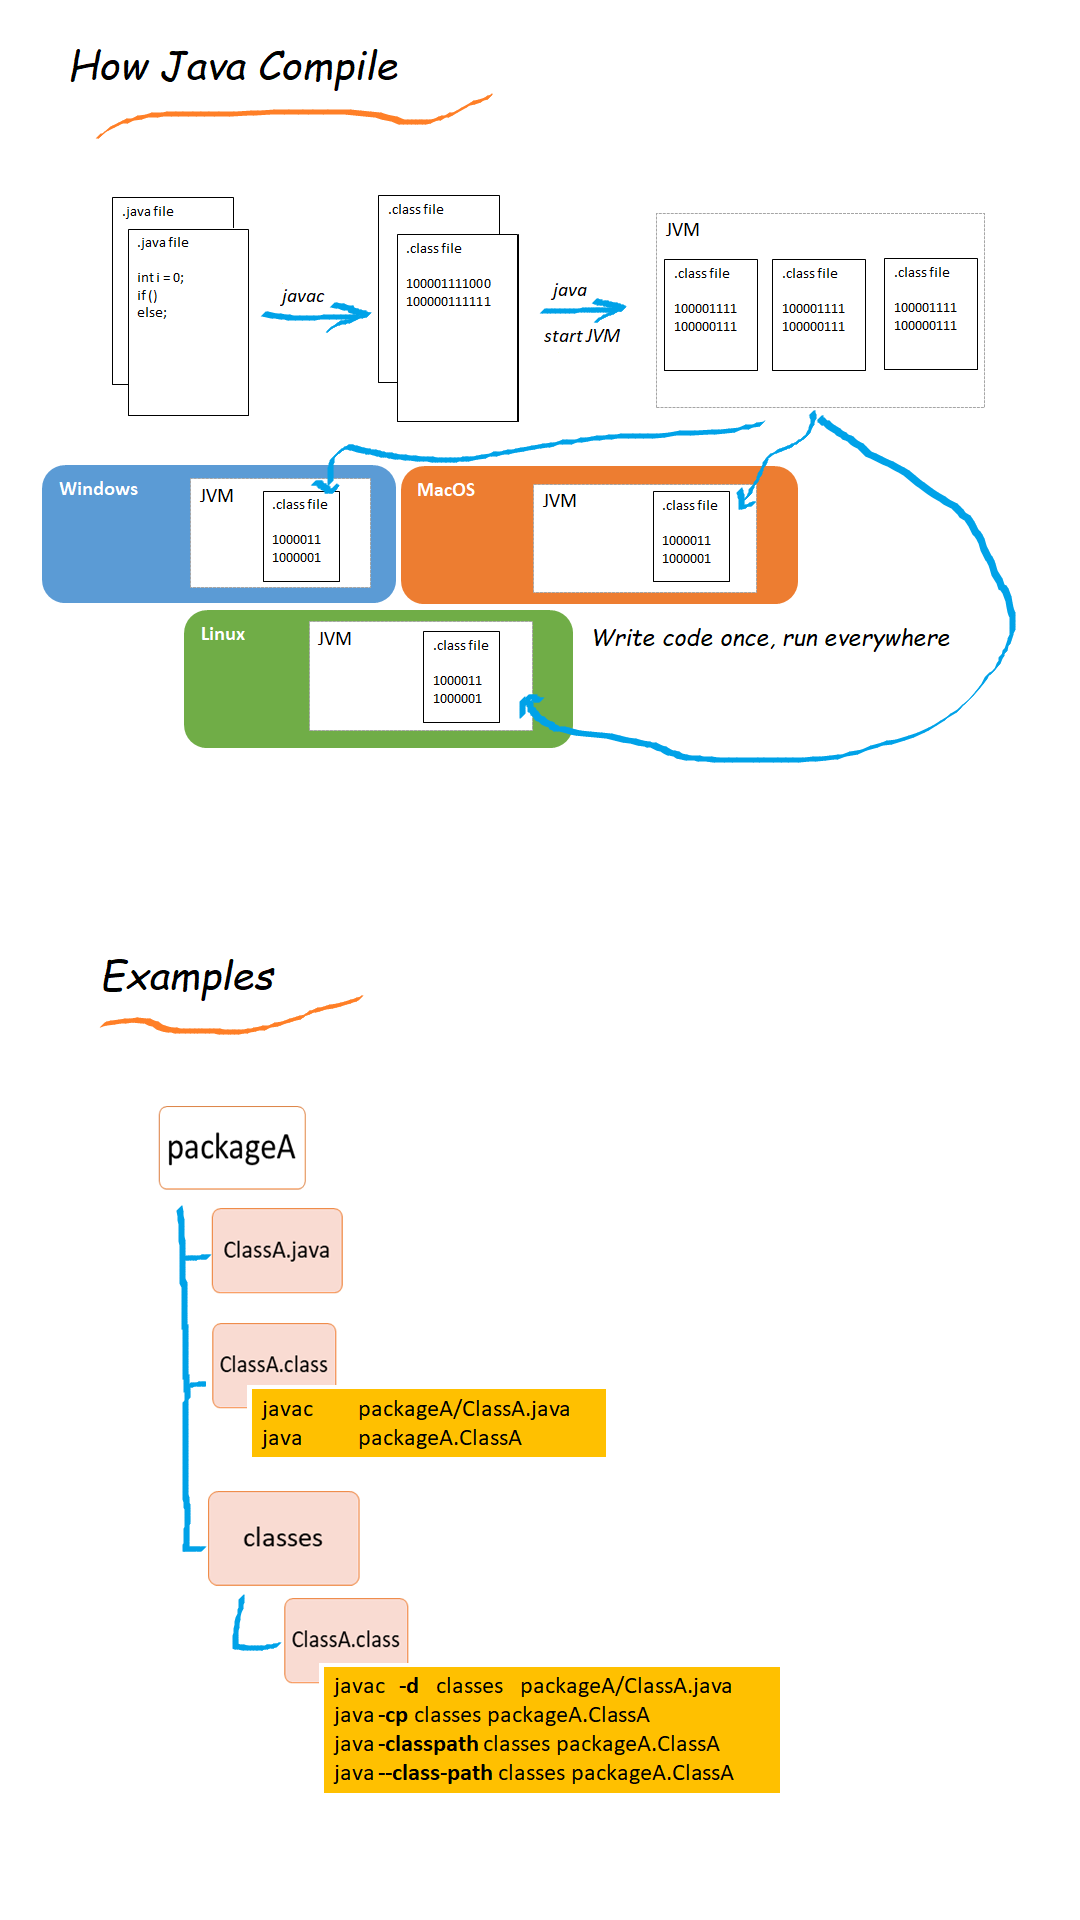 How Java Compile
.java file
.java file
int i = 0;
if ()
else;
javac
.class file
.class file
100001111000
100000111111
java
start JVM
JVM
.class file
100001111
100000111
.class file
100001111
100000111
.class file
100001111
100000111
Windows
JVM
.class file
1000011
1000001
MacOS
JVM
.class file
1000011
1000001
Linux
JVM
.class file
1000011
1000001
Write code once, run everywhere
Examples
packageA
ClassA.java
ClassA.class
javac packageA/ClassA.java
java packageA.ClassA
classes
ClassA.class
javac -d classes packageA/ClassA.java
java -cp classes packageA.ClassA
java -classpath classes packageA.ClassA
java --class-path classes packageA.ClassA